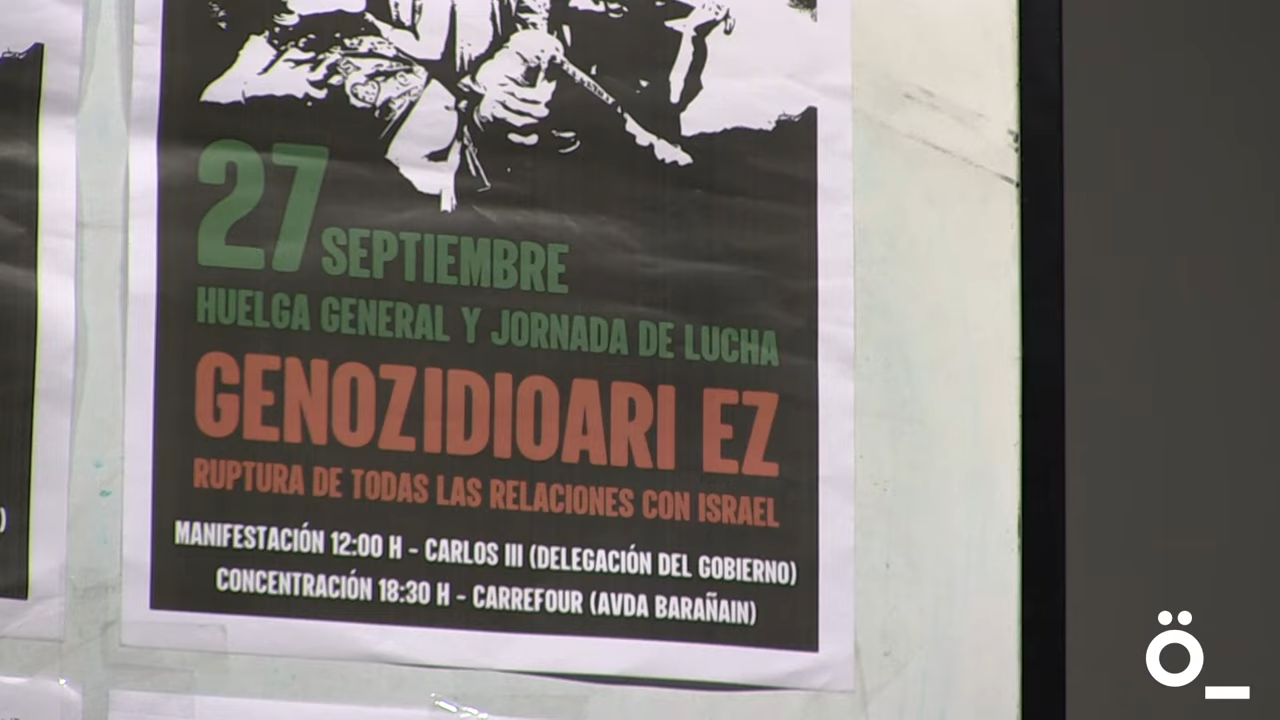 27 SEPTIEMBRE
HUELGA GENERAL Y JORNADA DE LUCHA
GENOZIDIOARI EZ
RUPTURA DE TODAS LAS RELACIONES CON ISRAEL
MANIFESTACIÓN 12:00 H - CARLOS III (DELEGACIÓN DEL GOBIERNO)
CONCENTRACIÓN 18:30 H - CARREFOUR (AVDA BARAÑAIN)
)
Ö_